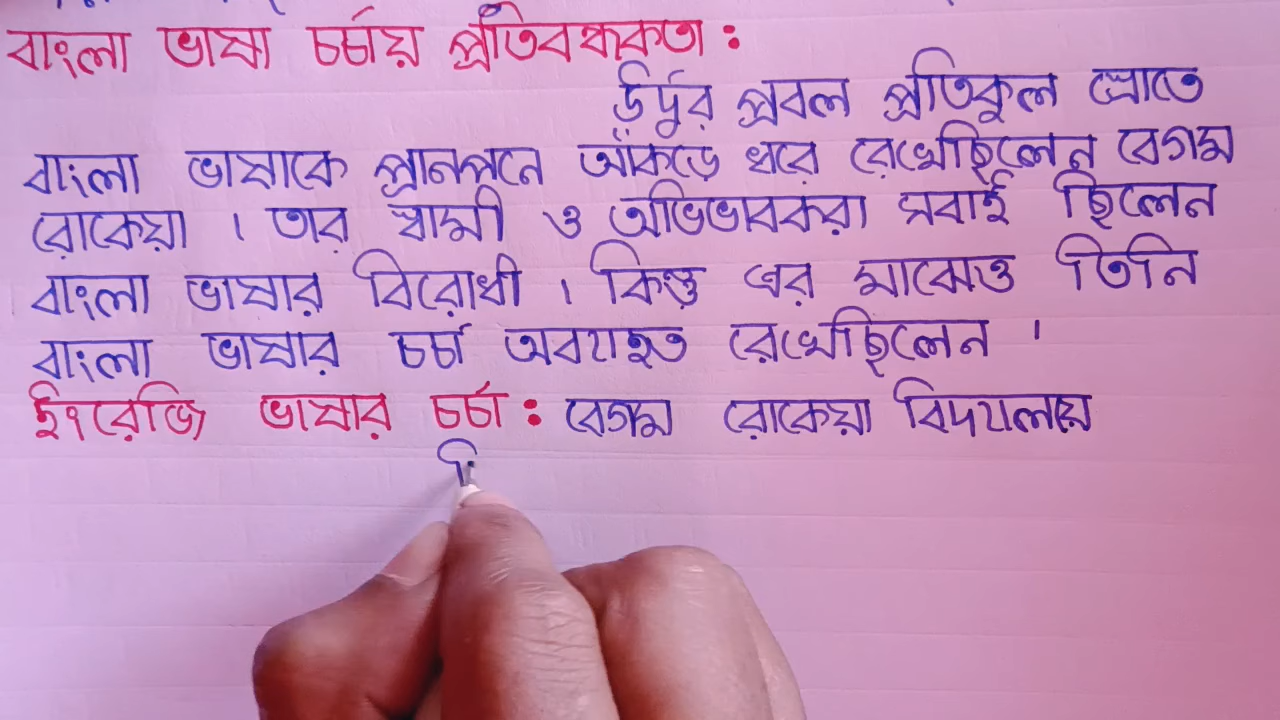 বাংলা ভাষা চর্চায় প্রতিবন্ধকতা :
উর্দুর প্রবল প্রতিকুল স্রোতে
বাংলা ভাষাকে প্রানপনে আঁকড়ে ধরে রেখেছিলেন বেগম
রোকেয়া । তার স্বামী ও অভিভাবকরা সবাই ছিলেন
বাংলা ভাষার বিরোধী । কিন্তু এর মাঝেও তিনি
বাংলা ভাষার চর্চা অব্যাহত রেখেছিলেন ।
ইংরেজি ভাষার চর্চা : বেগম রোকেয়া বিদ্যালয়ে